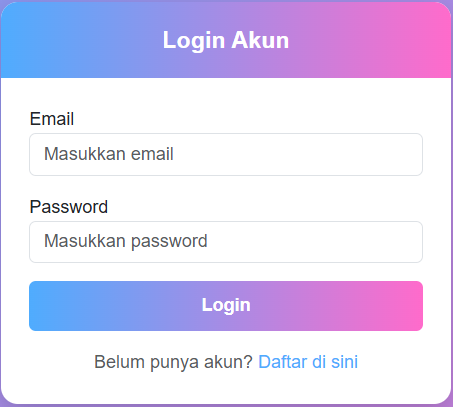 Login Akun
Email
Masukkan email
Password
Masukkan password
Login
Belum punya akun? Daftar di sini